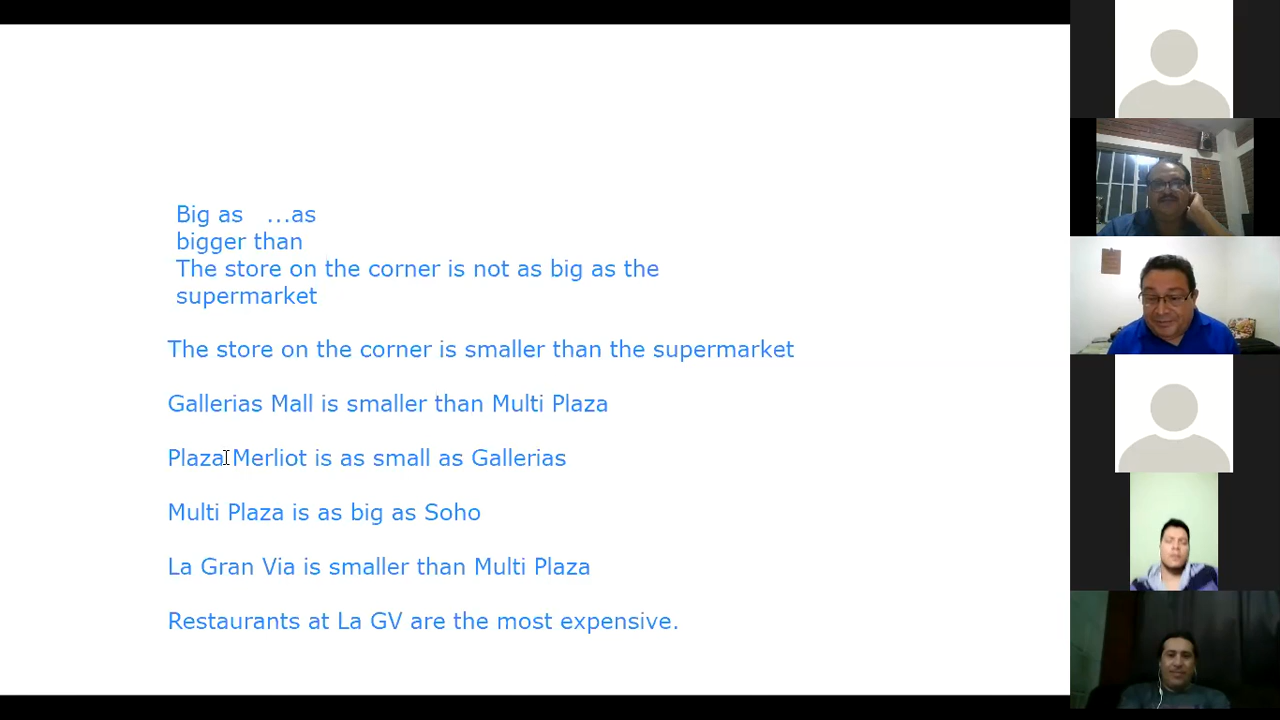 Big as ...as
bigger than
The store on the corner is not as big as the
supermarket
The store on the corner is smaller than the supermarket
Gallerias Mall is smaller than Multi Plaza
Plaza Merliot is as small as Gallerias
Multi Plaza is as big as Soho
La Gran Via is smaller than Multi Plaza
Restaurants at La GV are the most expensive.